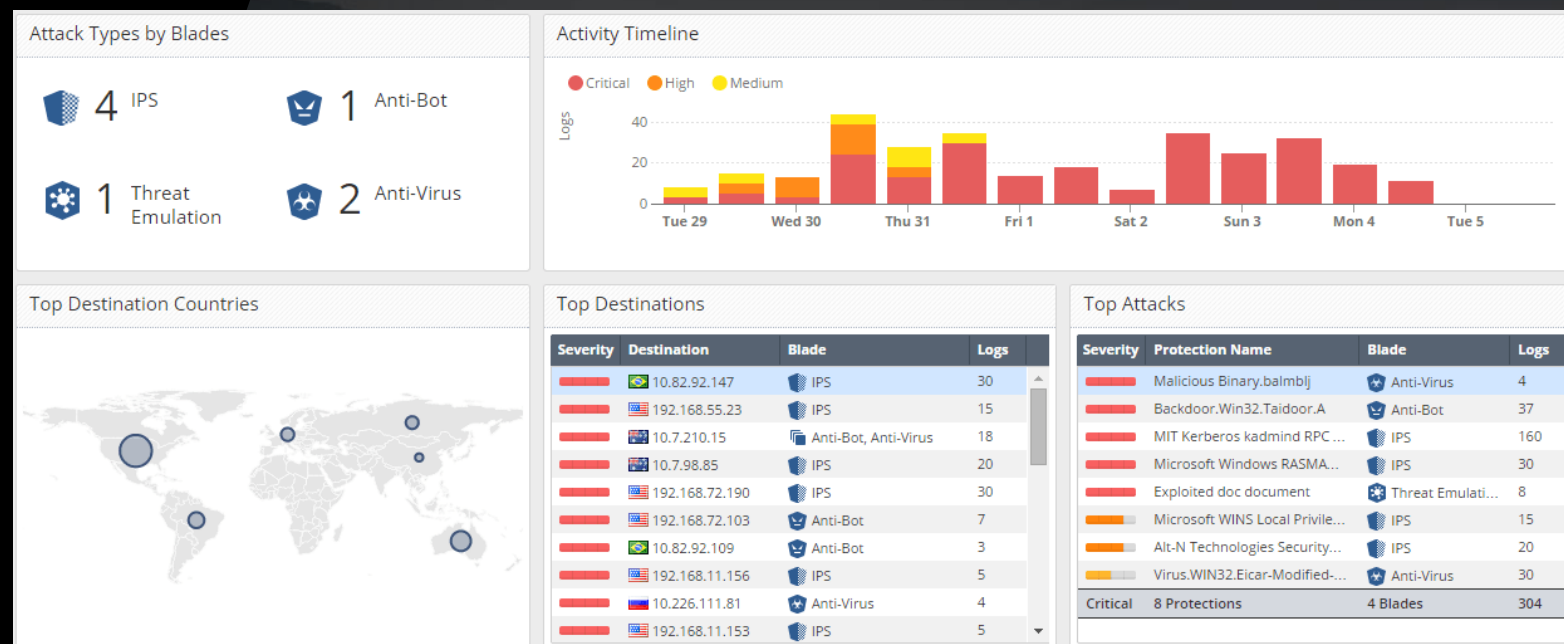 Attack Types by Blades
4 IPS
1 Anti-Bot
1 Threat Emulation
2 Anti-Virus
Activity Timeline
Critical High Medium
Logs
40
20
0
Tue 29 Wed 30 Thu 31 Fri 1 Sat 2 Sun 3 Mon 4 Tue 5
Top Destination Countries
Top Destinations
Severity Destination Blade Logs
10.82.92.147 IPS 30
192.168.55.23 IPS 15
10.7.210.15 Anti-Bot, Anti-Virus 18
10.7.98.85 IPS 20
192.168.72.190 IPS 30
192.168.72.103 Anti-Bot 7
10.82.92.109 Anti-Bot 3
192.168.11.156 IPS 5
10.226.111.81 Anti-Virus 4
192.168.11.153 IPS 5
Top Attacks
Severity Protection Name Blade Logs
Malicious Binary.balmblj Anti-Virus 4
Backdoor.Win32.Taidoor.A Anti-Bot 37
MIT Kerberos kadmind RPC ... IPS 160
Microsoft Windows RASMA... IPS 30
Exploited doc document Threat Emulati... 8
Microsoft WINS Local Privile... IPS 15
Alt-N Technologies Security... IPS 20
Virus.WIN32.Eicar-Modified-... Anti-Virus 30
Critical 8 Protections 4 Blades 304